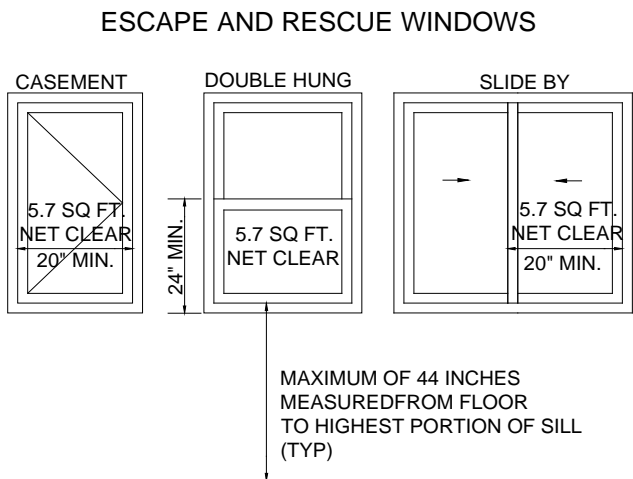 ESCAPE AND RESCUE WINDOWS
CASEMENT
5.7 SQ FT.
NET CLEAR
20" MIN.
DOUBLE HUNG
24" MIN.
5.7 SQ FT.
NET CLEAR
SLIDE BY
5.7 SQ FT.
NET CLEAR
20" MIN.
MAXIMUM OF 44 INCHES
MEASUREDFROM FLOOR
TO HIGHEST PORTION OF SILL
(TYP)